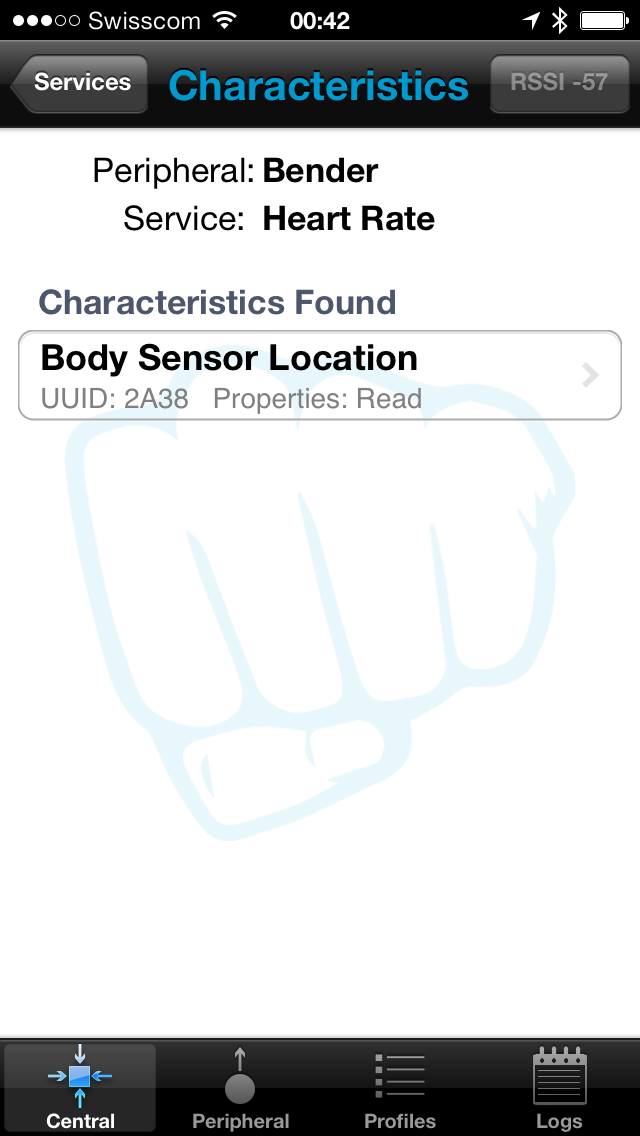 Swisscom 00:42
Services Characteristics RSSI -57
Peripheral: Bender
Service: Heart Rate
Characteristics Found
Body Sensor Location
UUID: 2A38 Properties: Read
Central Peripheral Profiles Logs